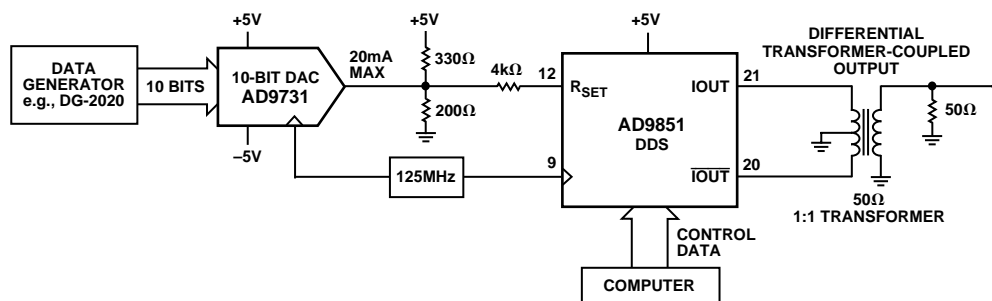 DATA
GENERATOR
e.g., DG-2020
10 BITS
+5V
10-BIT DAC
AD9731
–5V
20mA
MAX
+5V
330Ω
200Ω
4kΩ
125MHz
12
9
+5V
RSET
AD9851
DDS
IOUT
IOUT
21
20
CONTROL
DATA
COMPUTER
DIFFERENTIAL
TRANSFORMER-COUPLED
OUTPUT
50Ω
50Ω
1:1 TRANSFORMER